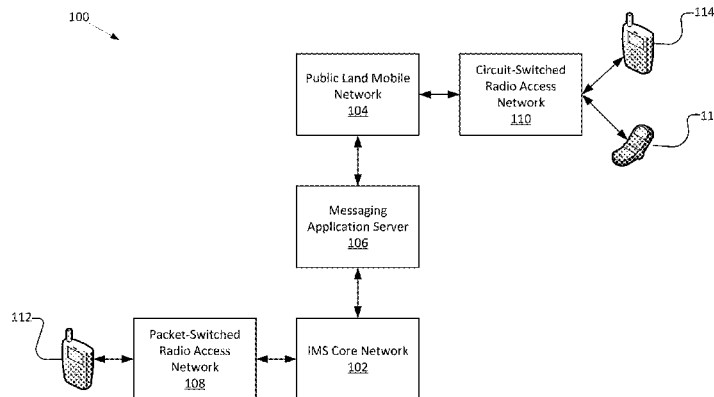 100
114
Public Land Mobile
Network
104
Circuit-Switched
Radio Access
Network
110
11
Messaging
Application Server
106
112
Packet-Switched
Radio Access
Network
108
IMS Core Network
102